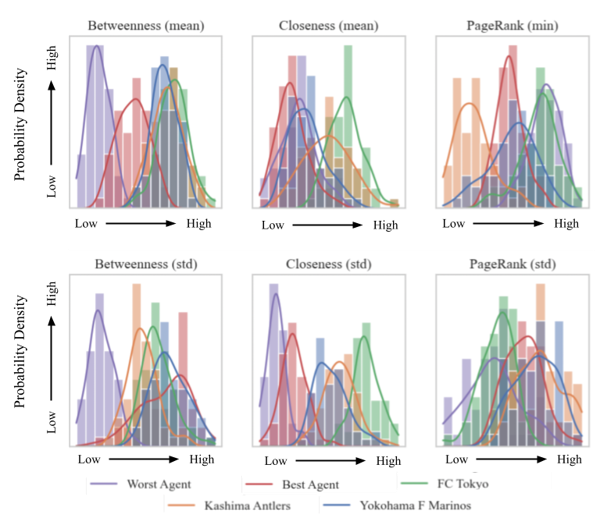 Betweenness (mean) Closeness (mean) PageRank (min)
Probability Density
Low High
Low High Low High Low High
Betweenness (std) Closeness (std) PageRank (std)
Probability Density
Low High
Low High Low High Low High
Worst Agent Best Agent FC Tokyo
Kashima Antlers Yokohama F Marinos